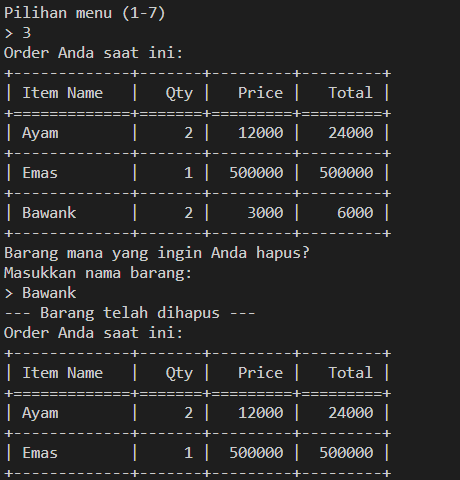 Pilihan menu (1-7)
> 3
Order Anda saat ini:
+-------------+-------+---------+---------+
| Item Name   |   Qty |   Price |   Total |
+=============+=======+=========+=========+
| Ayam        |     2 |   12000 |   24000 |
+-------------+-------+---------+---------+
| Emas        |     1 |  500000 |  500000 |
+-------------+-------+---------+---------+
| Bawank      |     2 |    3000 |    6000 |
+-------------+-------+---------+---------+
Barang mana yang ingin Anda hapus?
Masukkan nama barang:
> Bawank
--- Barang telah dihapus ---
Order Anda saat ini:
+-------------+-------+---------+---------+
| Item Name   |   Qty |   Price |   Total |
+=============+=======+=========+=========+
| Ayam        |     2 |   12000 |   24000 |
+-------------+-------+---------+---------+
| Emas        |     1 |  500000 |  500000 |
+-------------+-------+---------+---------+